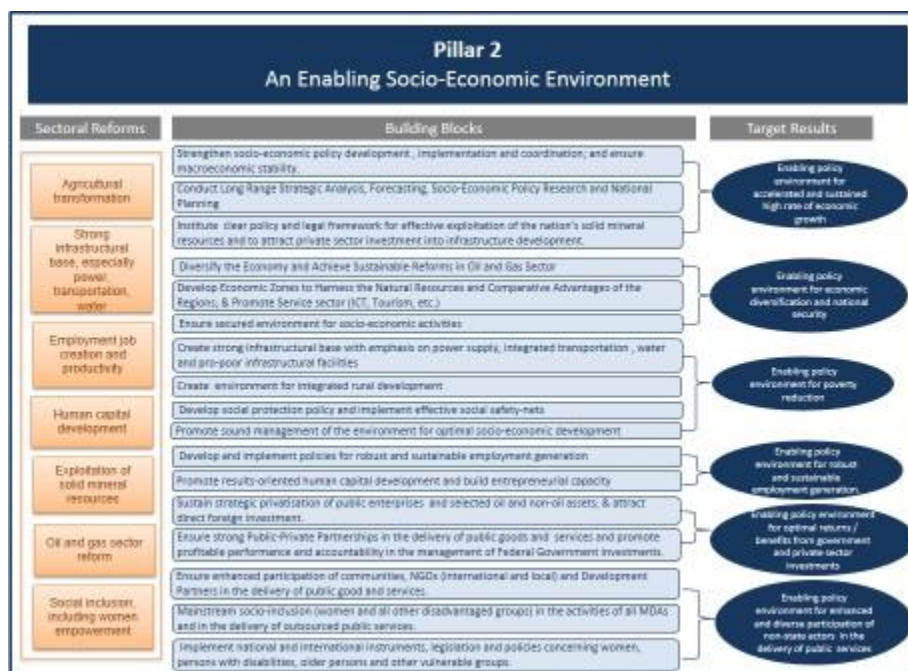 Pillar 2
An Enabling Socio-Economic Environment
Sectoral Reforms
Building Blocks
Target Results
Agricultural
transformation
Strong
infrastructural
base, especially
power,
transportation,
water
Employment job
creation and
productivity
Human capital
development
Exploitation of
solid mineral
resources
Oil and gas sector
reform
Social inclusion,
including women
empowerment
Strengthen socio-economic policy development , implementation and coordination, and ensure
macroeconomic stability.
Conduct Long Range Strategic Analysis, Forecasting, Socio-Economic Policy Research and National
Planning
Institute clear policy and legal framework for effective exploitation of the nation's solid mineral
resources and to attract private sector investment into infrastructure development.
Diversify the Economy and Achieve Sustainable Reforms in Oil and Gas Sector
Develop Economic Zones to Harness the Natural Resources and Comparative Advantages of the
Regions, & Promote Service sector (ICT, Tourism, etc.)
Ensure secured environment for socio-economic activities
Create strong infrastructural base with emphasis on power supply, integrated transportation , water
and pro-poor infrastructural facilities
Create environment for integrated rural development
Develop social protection policy and implement effective social safety-nets
Promote sound management of the environment for optimal socio-economic development
Develop and implement policies for robust and sustainable employment generation
Promote results-oriented human capital development and build entrepreneurial capacity
Sustain strategic privatisation of public enterprises and selected oil and non-oil assets, & attract
direct foreign investment.
Ensure strong Public-Private Partnerships in the delivery of public goods and services and promote
profitable performance and accountability in the management of Federal Government Investments.
Ensure enhanced participation of communities, NGOs (international and local) and Development
Partners in the delivery of public good and services.
Mainstream socio-inclusion (women and all other disadvantaged groups) in the activities of all MDAs
and in the delivery of outsourced public services.
Implement national and international instruments, legislation and policies concerning women,
persons with disabilities, older persons and other vulnerable groups.
Enabling policy
environment for
accelerated and sustained
high rate of economic
growth
Enabling policy
environment for economic
diversification and national
security
Enabling policy
environment for poverty
reduction
Enabling policy
environment for robust
and sustainable
employment generation.
Enabling policy environment
for optimal returns /
benefits from government
and private sector
investments
Enabling policy
environment for enhanced
and diverse participation of
non-state actors in the
delivery of public services